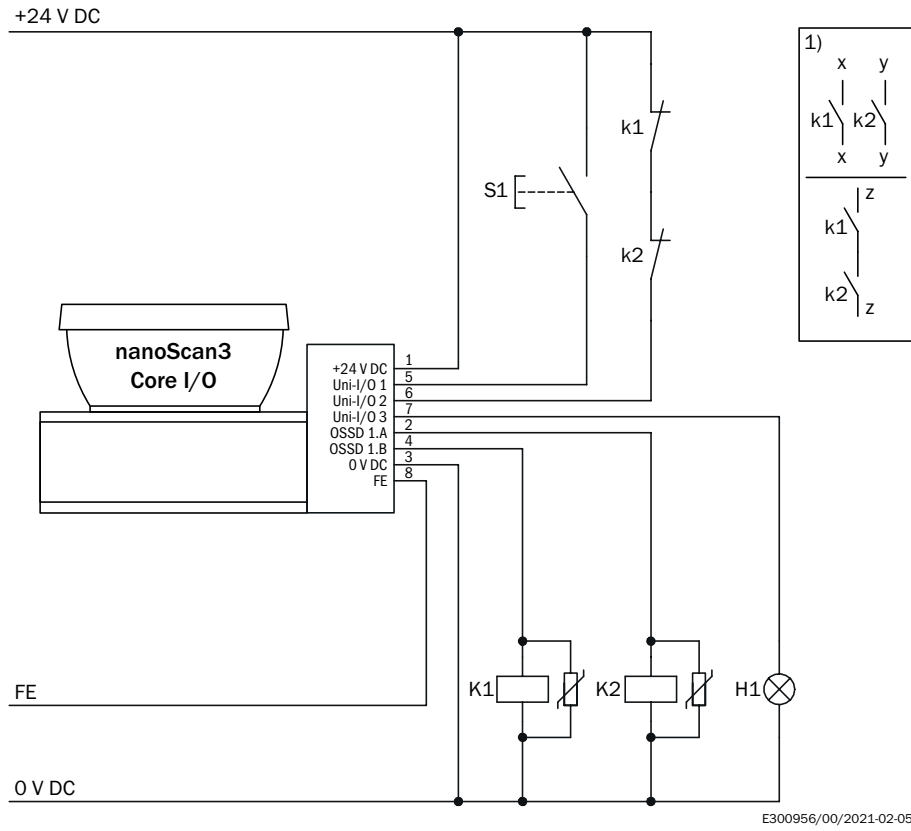 +24 V DC
1)
x y
k1 k2
x y
z
k1
k2
z
k1
S1
k2
nanoScan3
Core I/O
+24 V DC 1
Uni-I/O 1 5
Uni-I/O 2 6
Uni-I/O 3 7
OSSD 1.A 2
OSSD 1.B 4
0 V DC 3
FE 8
K1 K2 H1
FE
0 V DC
E300956/00/2021-02-05